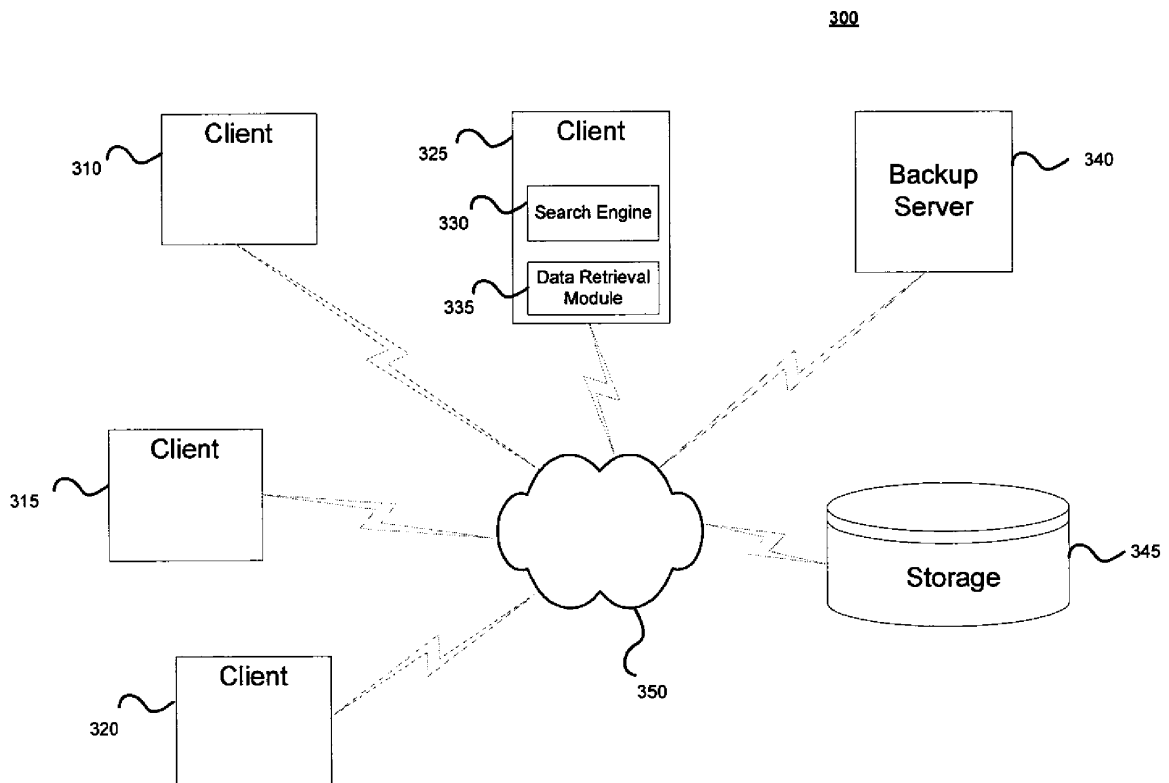 300
Client
310
Client
325
Search Engine
330
Data Retrieval
Module
335
Backup
Server
340
Client
315
Storage
345
350
Client
320